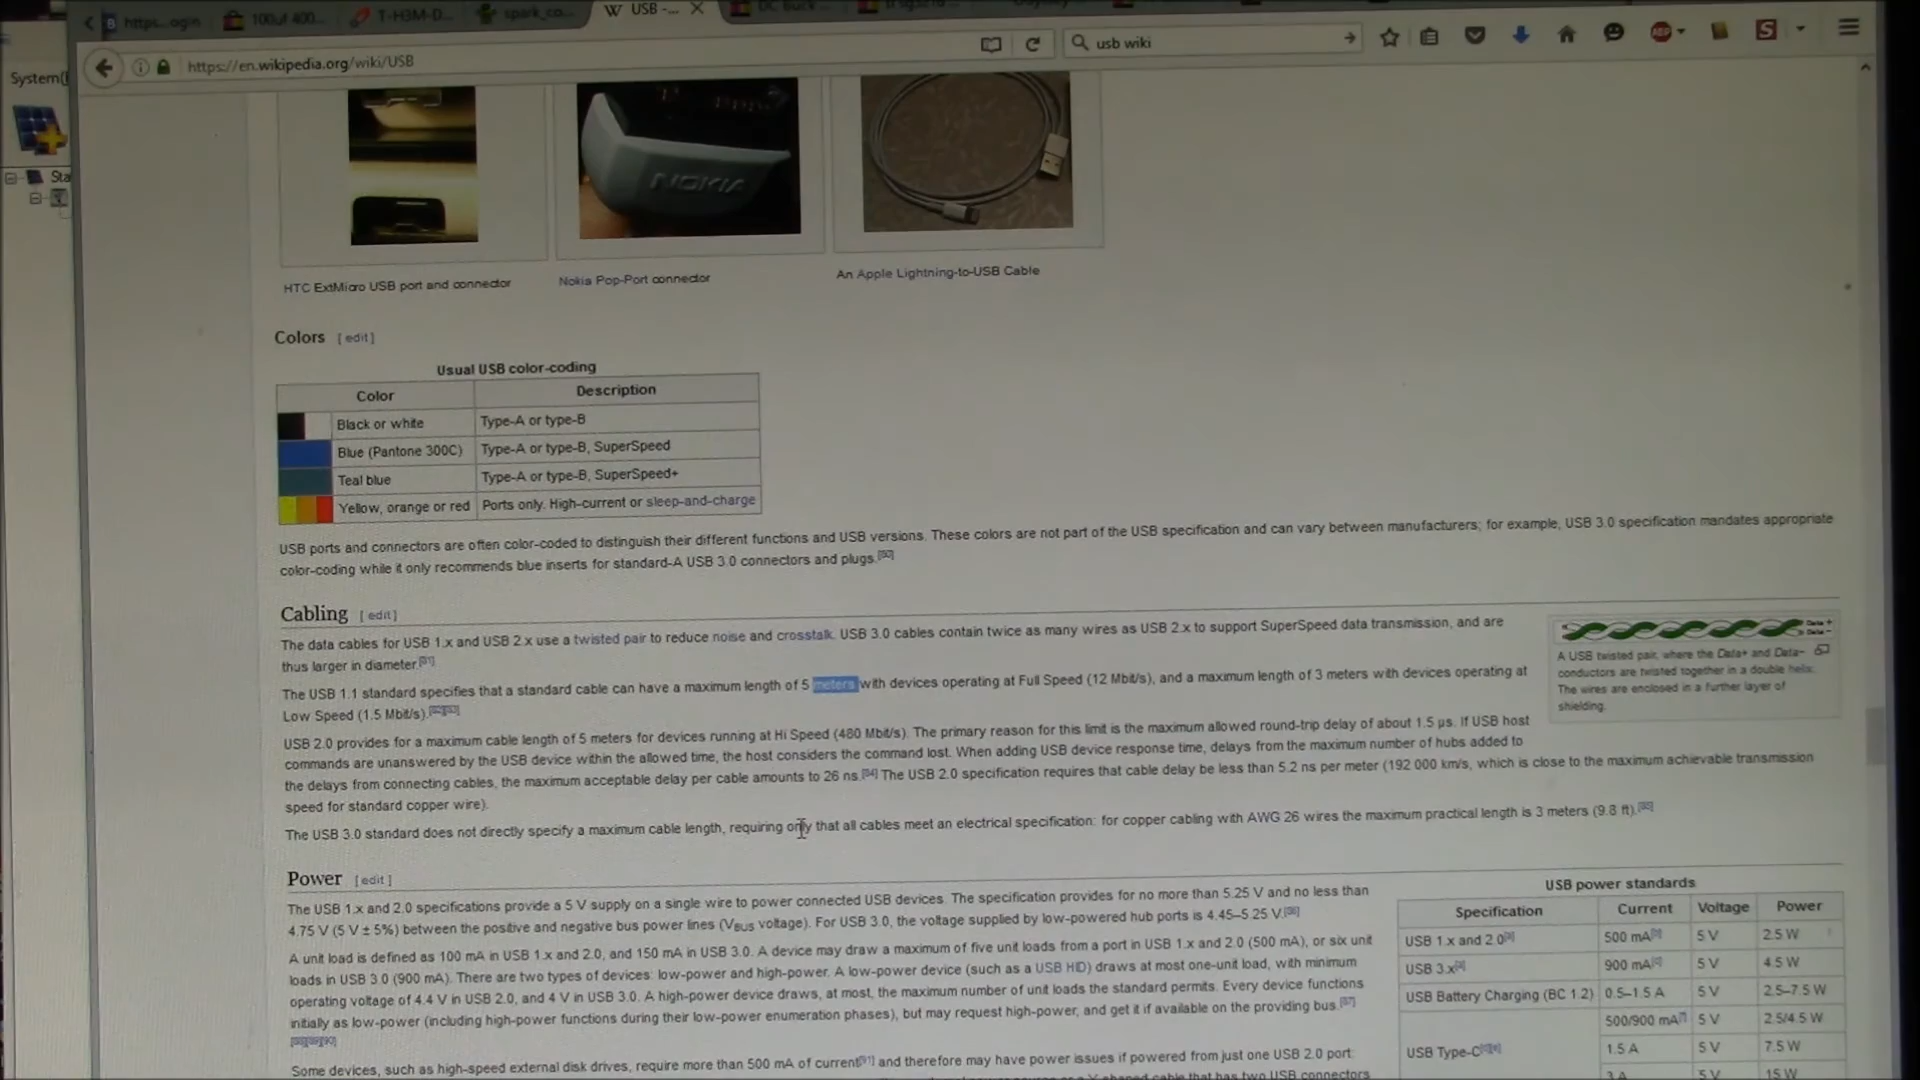 https...ogin
100uf 400...
T-H3M-D...
spark_co...
USB -...
https://en.wikipedia.org/wiki/USB
usb wiki
ABP
S
System(
Sta
NOKIA
HTC ExtMicro USB port and connector
Nokia Pop-Port connector
An Apple Lightning-to-USB Cable
Colors [ edit ]
Usual USB color-coding
Color Description
Black or white Type-A or type-B
Blue (Pantone 300C) Type-A or type-B, SuperSpeed
Teal blue Type-A or type-B, SuperSpeed+
Yellow, orange or red Ports only. High-current or sleep-and-charge
USB ports and connectors are often color-coded to distinguish their different functions and USB versions. These colors are not part of the USB specification and can vary between manufacturers; for example, USB 3.0 specification mandates appropriate
color-coding while it only recommends blue inserts for standard-A USB 3.0 connectors and plugs.
Cabling [ edit ]
The data cables for USB 1.x and USB 2.x use a twisted pair to reduce noise and crosstalk. USB 3.0 cables contain twice as many wires as USB 2.x to support SuperSpeed data transmission, and are
thus larger in diameter.
The USB 1.1 standard specifies that a standard cable can have a maximum length of 5 meters with devices operating at Full Speed (12 Mbit/s), and a maximum length of 3 meters with devices operating at
Low Speed (1.5 Mbit/s).
USB 2.0 provides for a maximum cable length of 5 meters for devices running at Hi Speed (480 Mbit/s). The primary reason for this limit is the maximum allowed round-trip delay of about 1.5 μs. If USB host
commands are unanswered by the USB device within the allowed time, the host considers the command lost. When adding USB device response time, delays from the maximum number of hubs added to
the delays from connecting cables, the maximum acceptable delay per cable amounts to 26 ns. The USB 2.0 specification requires that cable delay be less than 5.2 ns per meter (192 000 km/s, which is close to the maximum achievable transmission
speed for standard copper wire).
The USB 3.0 standard does not directly specify a maximum cable length, requiring only that all cables meet an electrical specification: for copper cabling with AWG 26 wires the maximum practical length is 3 meters (9.8 ft).
Data +
Data −
A USB twisted pair, where the Data+ and Data−
conductors are twisted together in a double helix.
The wires are enclosed in a further layer of
shielding.
Power [ edit ]
The USB 1.x and 2.0 specifications provide a 5 V supply on a single wire to power connected USB devices. The specification provides for no more than 5.25 V and no less than
4.75 V (5 V ± 5%) between the positive and negative bus power lines (VBUS voltage). For USB 3.0, the voltage supplied by low-powered hub ports is 4.45–5.25 V.
A unit load is defined as 100 mA in USB 1.x and 2.0, and 150 mA in USB 3.0. A device may draw a maximum of five unit loads from a port in USB 1.x and 2.0 (500 mA), or six unit
loads in USB 3.0 (900 mA). There are two types of devices: low-power and high-power. A low-power device (such as a USB HID) draws at most one-unit load, with minimum
operating voltage of 4.4 V in USB 2.0, and 4 V in USB 3.0. A high-power device draws, at most, the maximum number of unit loads the standard permits. Every device functions
initially as low-power (including high-power functions during their low-power enumeration phases), but may request high-power, and get it if available on the providing bus.
Some devices, such as high-speed external disk drives, require more than 500 mA of current and therefore may have power issues if powered from just one USB 2.0 port:
cable that has two USB connectors
USB power standards
Specification Current Voltage Power
USB 1.x and 2.0 500 mA 5 V 2.5 W
USB 3.x 900 mA 5 V 4.5 W
USB Battery Charging (BC 1.2) 0.5–1.5 A 5 V 2.5–7.5 W
500/900 mA 5 V 2.5/4.5 W
USB Type-C 1.5 A 5 V 7.5 W
3 A 5 V 15 W